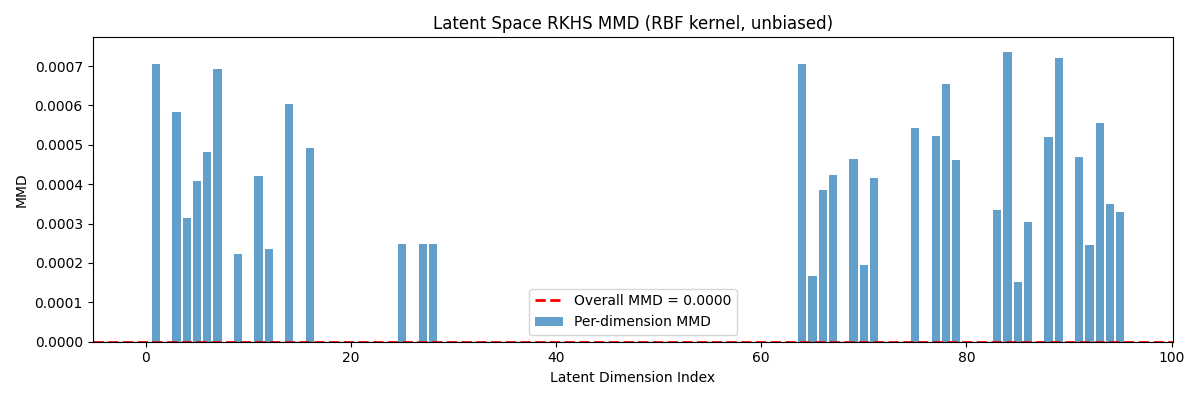 Latent Space RKHS MMD (RBF kernel, unbiased)
0.0007
0.0006
0.0005
0.0004
0.0003
0.0002
0.0001
0.0000
MMD
Overall MMD = 0.0000
Per-dimension MMD
0 20 40 60 80 100
Latent Dimension Index